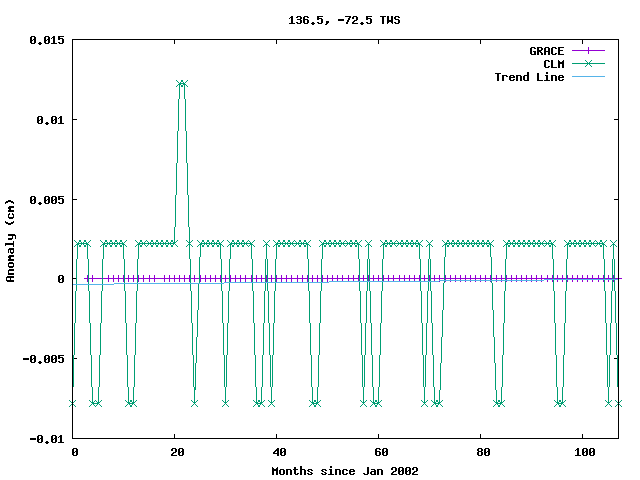 136.5, -72.5 TWS
GRACE
CLM
Trend Line
0.015
0.01
0.005
0
-0.005
-0.01
Anomaly (cm)
0 20 40 60 80 100
Months since Jan 2002